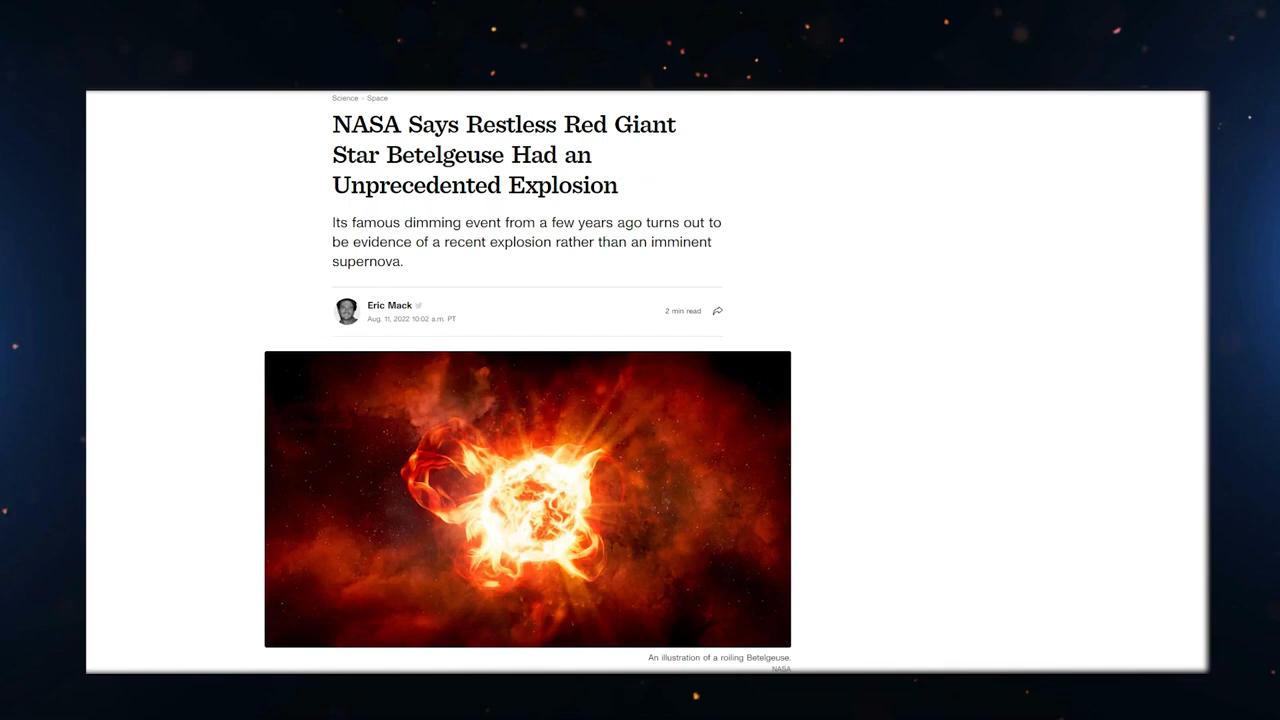 Science › Space
NASA Says Restless Red Giant
Star Betelgeuse Had an
Unprecedented Explosion
Its famous dimming event from a few years ago turns out to
be evidence of a recent explosion rather than an imminent
supernova.
Eric Mack
Aug. 11, 2022 10:02 a.m. PT
2 min read
An illustration of a roiling Betelgeuse.
NASA